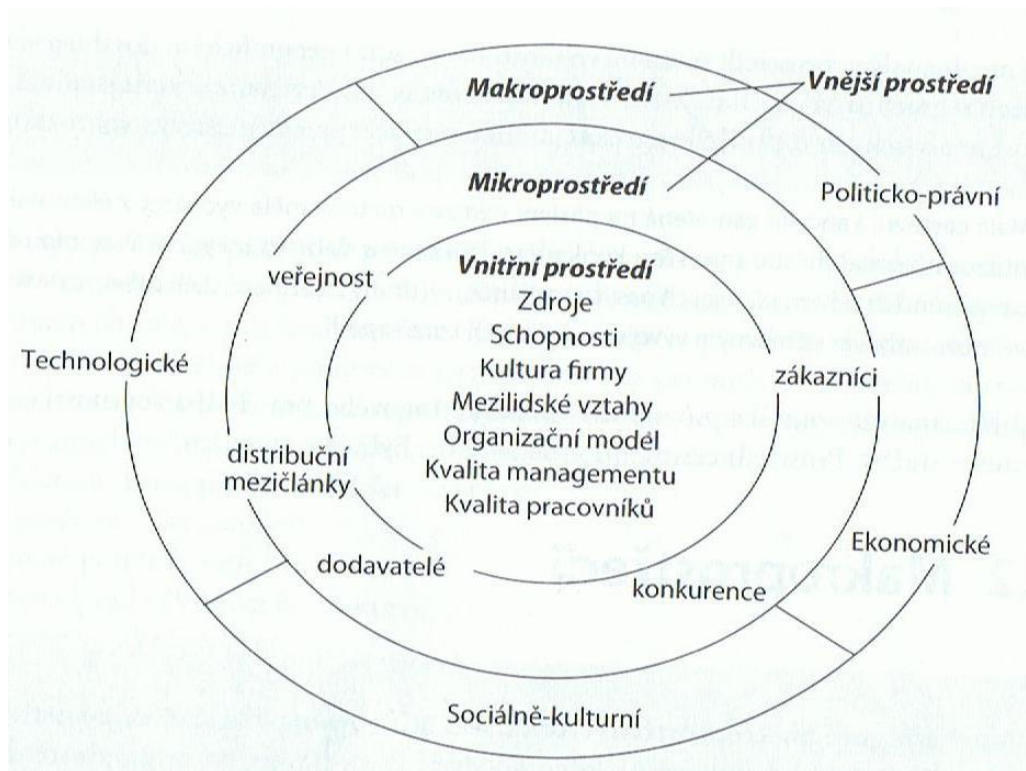 Makroprostředí
Vnější prostředí
Mikroprostředí
Politicko-právní
veřejnost
Vnitřní prostředí
Zdroje
Schopnosti
Technologické
Kultura firmy
zákazníci
Mezilidské vztahy
Organizační model
distribuční
mezičlánky
Kvalita managementu
Kvalita pracovníků
Ekonomické
dodavatelé
konkurence
Sociálně-kulturní